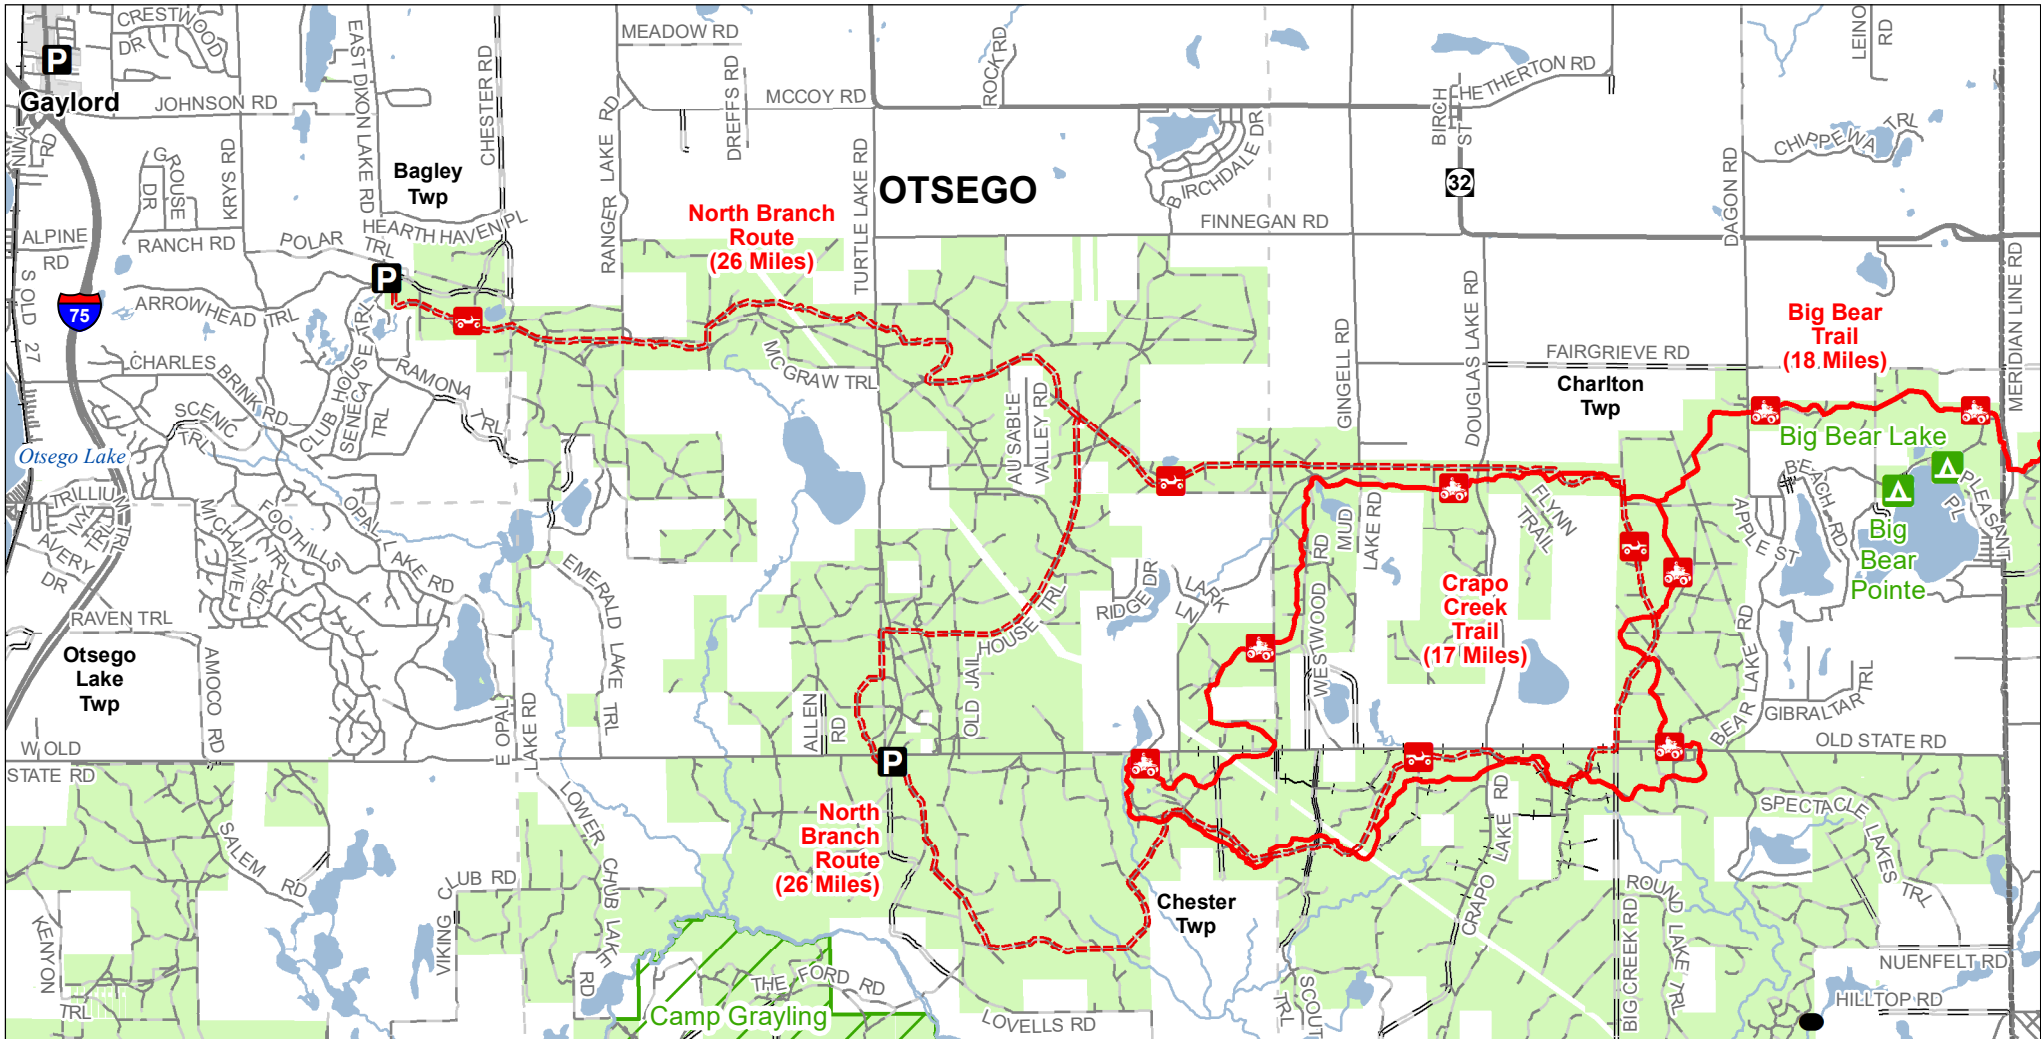 CRESTWOOD
DR
P
Gaylord
JOHNSON RD
EAST DIXON LAKE RD
CHESTER RD
MEADOW RD
DREFFS RD
MCCOY RD
ROCK RD
BIRCH
ST
HETHERTON RD
LEINO
RD
CHIPPEWA TRL
RD
GROUSE
DR
KRYS RD
Bagley
Twp
RANGER LAKE RD
TURTLE LAKE RD
OTSEGO
BIRCHDALE DR
32
DAGON RD
ALPINE
RD
RANCH RD
POLAR
TRL
HEARTH HAVEN PL
North Branch
Route
(26 Miles)
FINNEGAN RD
MERIDIAN LINE RD
P
S OLD 27
75
ARROWHEAD TRL
CHARLES BRINK RD
CLUB HOUSE TRL
SENECA
TRL
RAMONA
TRL
SCENIC
TRL
MCGRAW TRL
AU SABLE
VALLEY RD
GINGELL RD
DOUGLAS LAKE RD
FAIRGRIEVE RD
Charlton
Twp
Big Bear
Trail
(18 Miles)
Otsego Lake
Big Bear Lake
BEACH RD
PLEASANT
PL
Big
Bear
Pointe
TRILLIUM
TRL
IVY
TRL
AVERY
DR
MICHAWE
DR
FOOTHILLS
TRL
OPAL LAKE RD
EMERALD LAKE TRL
RAVEN TRL
Otsego
Lake
Twp
AMCO RD
E OPAL
LAKE RD
OLD JAIL
HOUSE TRL
RIDGE DR
LARK
LN
WESTWOOD RD
MUD
LAKE RD
FLYNN
TRAIL
Crapo
Creek
Trail
(17 Miles)
APPLE ST
BEAR LAKE RD
GIBRALTAR TRL
ALLEN
RD
W OLD
STATE RD
OLD STATE RD
P
North
Branch
Route
(26 Miles)
SALEM RD
KENYON
TRL
VIKING CLUB RD
LOWER
CHUB LAKE
RD
THE FORD RD
Camp Grayling
LOVELLS RD
Chester
Twp
SCOUT
TRL
CRAPO LAKE RD
BIG CREEK RD
ROUND LAKE TRL
SPECTACLE
LAKES TRL
NUENFELT RD
HILLTOP RD